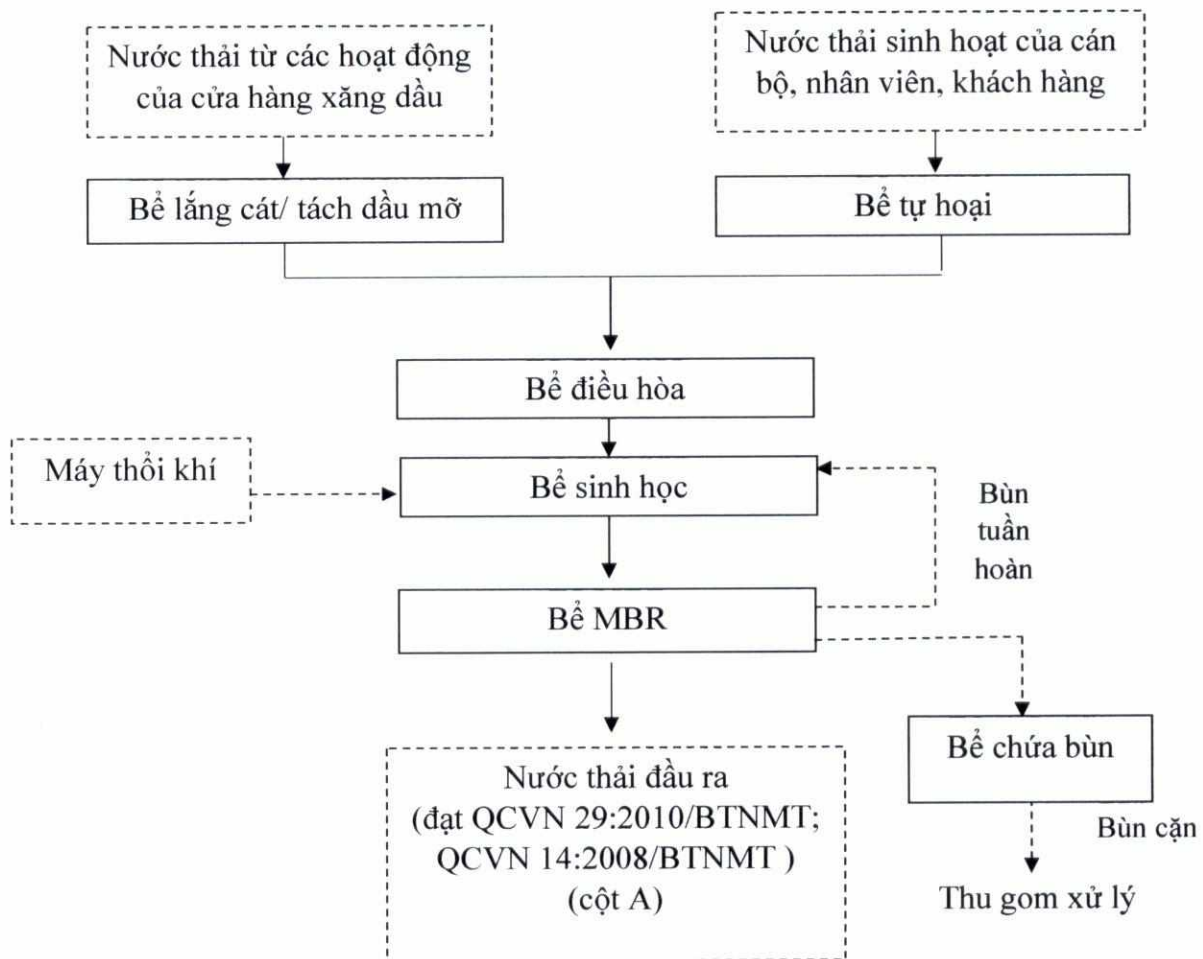 Nước thải từ các hoạt động
của cửa hàng xăng dầu
Nước thải sinh hoạt của cán
bộ, nhân viên, khách hàng
Bể lắng cát/ tách dầu mỡ
Bể tự hoại
Bể điều hòa
Máy thổi khí
Bể sinh học
Bùn
tuần
hoàn
Bể MBR
Bể chứa bùn
Nước thải đầu ra
(đạt QCVN 29:2010/BTNMT;
QCVN 14:2008/BTNMT )
(cột A)
Bùn cặn
Thu gom xử lý